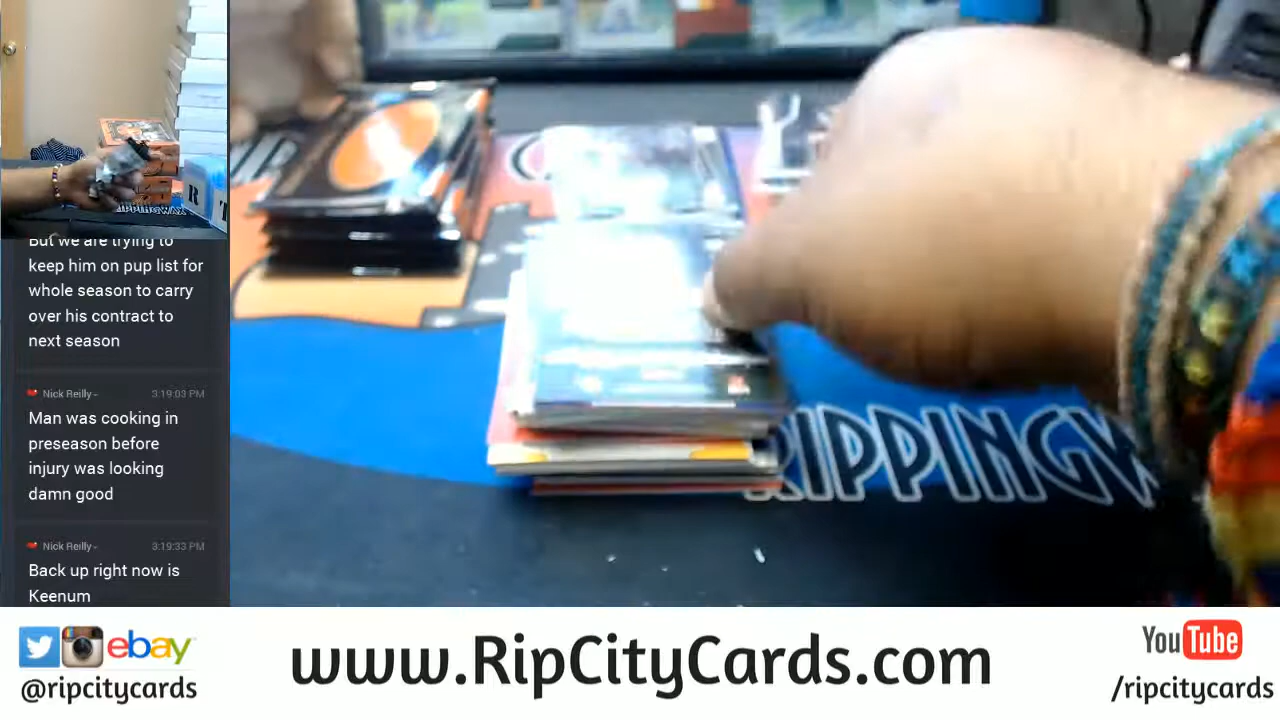 But we are trying to
keep him on pup list for
whole season to carry
over his contract to
next season
Nick Reilly
3:19:03 PM
Man was cooking in
preseason before
injury was looking
damn good
Nick Reilly
3:19:33 PM
Back up right now is
Keenum
RIPPINGW
ebay
@ripcitycards
www.RipCityCards.com
YouTube
/ripcitycards